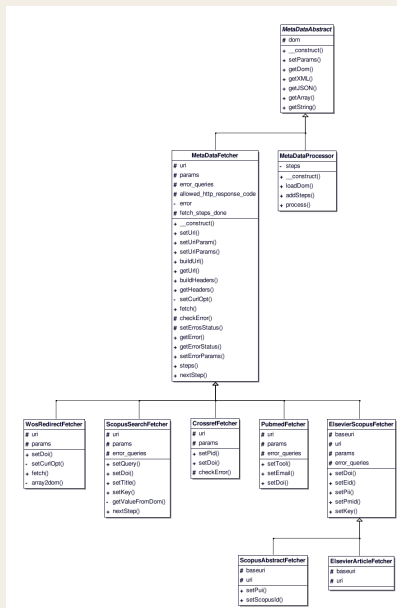 MetaDataAbstract
# dom
+ __construct()
+ setParams()
+ getDom()
+ getXML()
+ getJSON()
+ getArray()
+ getString()
MetaDataFetcher
# uri
# params
# error_queries
# allowed_http_response_code
- error
# fetch_steps_done
+ __construct()
+ setUri()
+ setUriParam()
+ setUriParams()
+ buildUri()
+ getUri()
+ buildHeaders()
+ getHeaders()
- setCurlOpt()
+ fetch()
# checkError()
# setErrosStatus()
+ getError()
+ getErrorStatus()
+ setErrorParams()
+ steps()
+ nextStep()
MetaDataProcessor
- steps
+ __construct()
+ loadDom()
+ addSteps()
+ process()
WosRedirectFetcher
# uri
# params
+ setDoi()
- setCurlOpt()
+ fetch()
- array2dom()
ScopusSearchFetcher
# uri
# params
# error_queries
+ setQuery()
+ setDoi()
+ setTitle()
+ setKey()
- getValueFromDom()
+ nextStep()
CrossrefFetcher
# uri
# params
+ setPid()
+ setDoi()
# checkError()
PubmedFetcher
# uri
# params
# error_queries
+ setTool()
+ setEmail()
+ setDoi()
ElsevierScopusFetcher
# baseuri
# uri
# params
# error_queries
+ setDoi()
+ setEid()
+ setPii()
+ setPmid()
+ setKey()
ScopusAbstractFetcher
# baseuri
# uri
+ setPui()
+ setScopusId()
ElsevierArticleFetcher
# baseuri
# uri